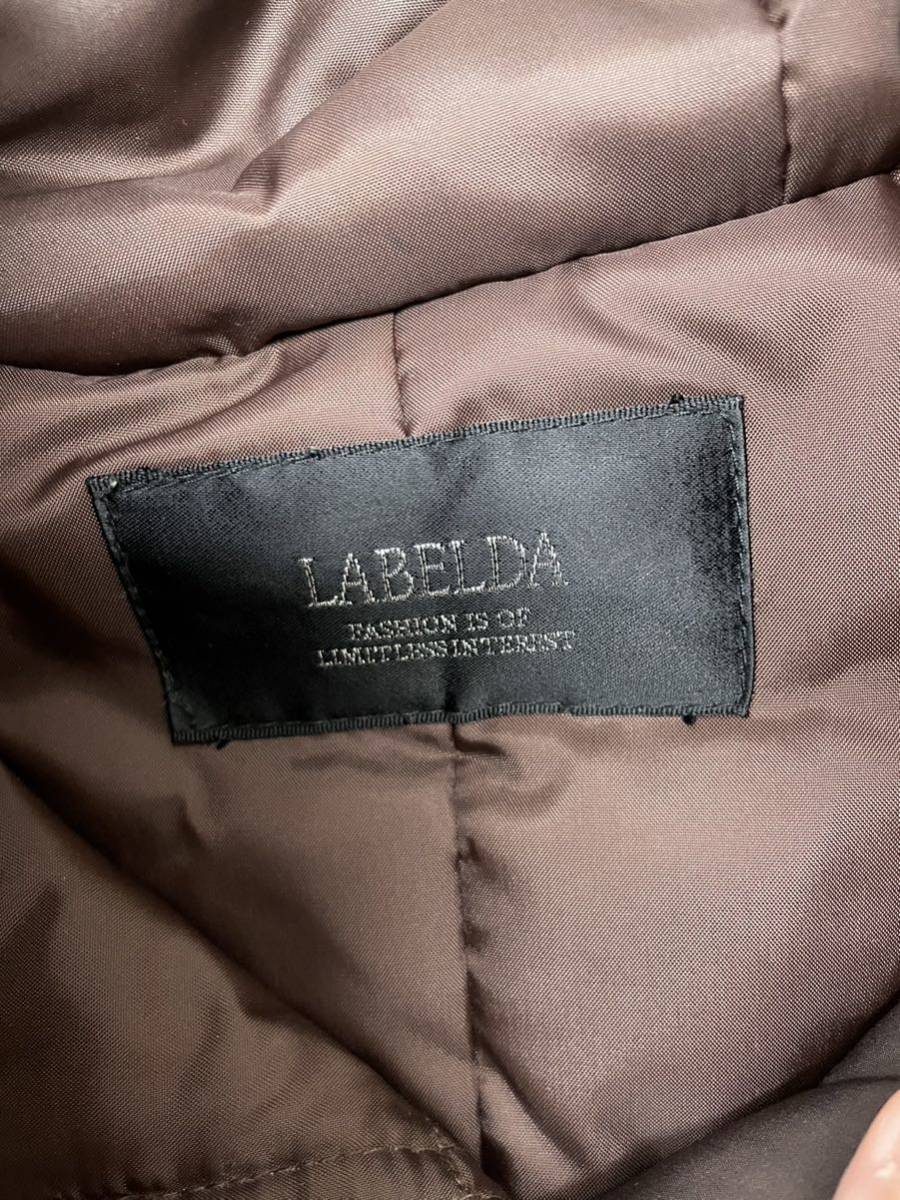 LABELDA
FASHION IS OF
LIMITLESS INTEREST